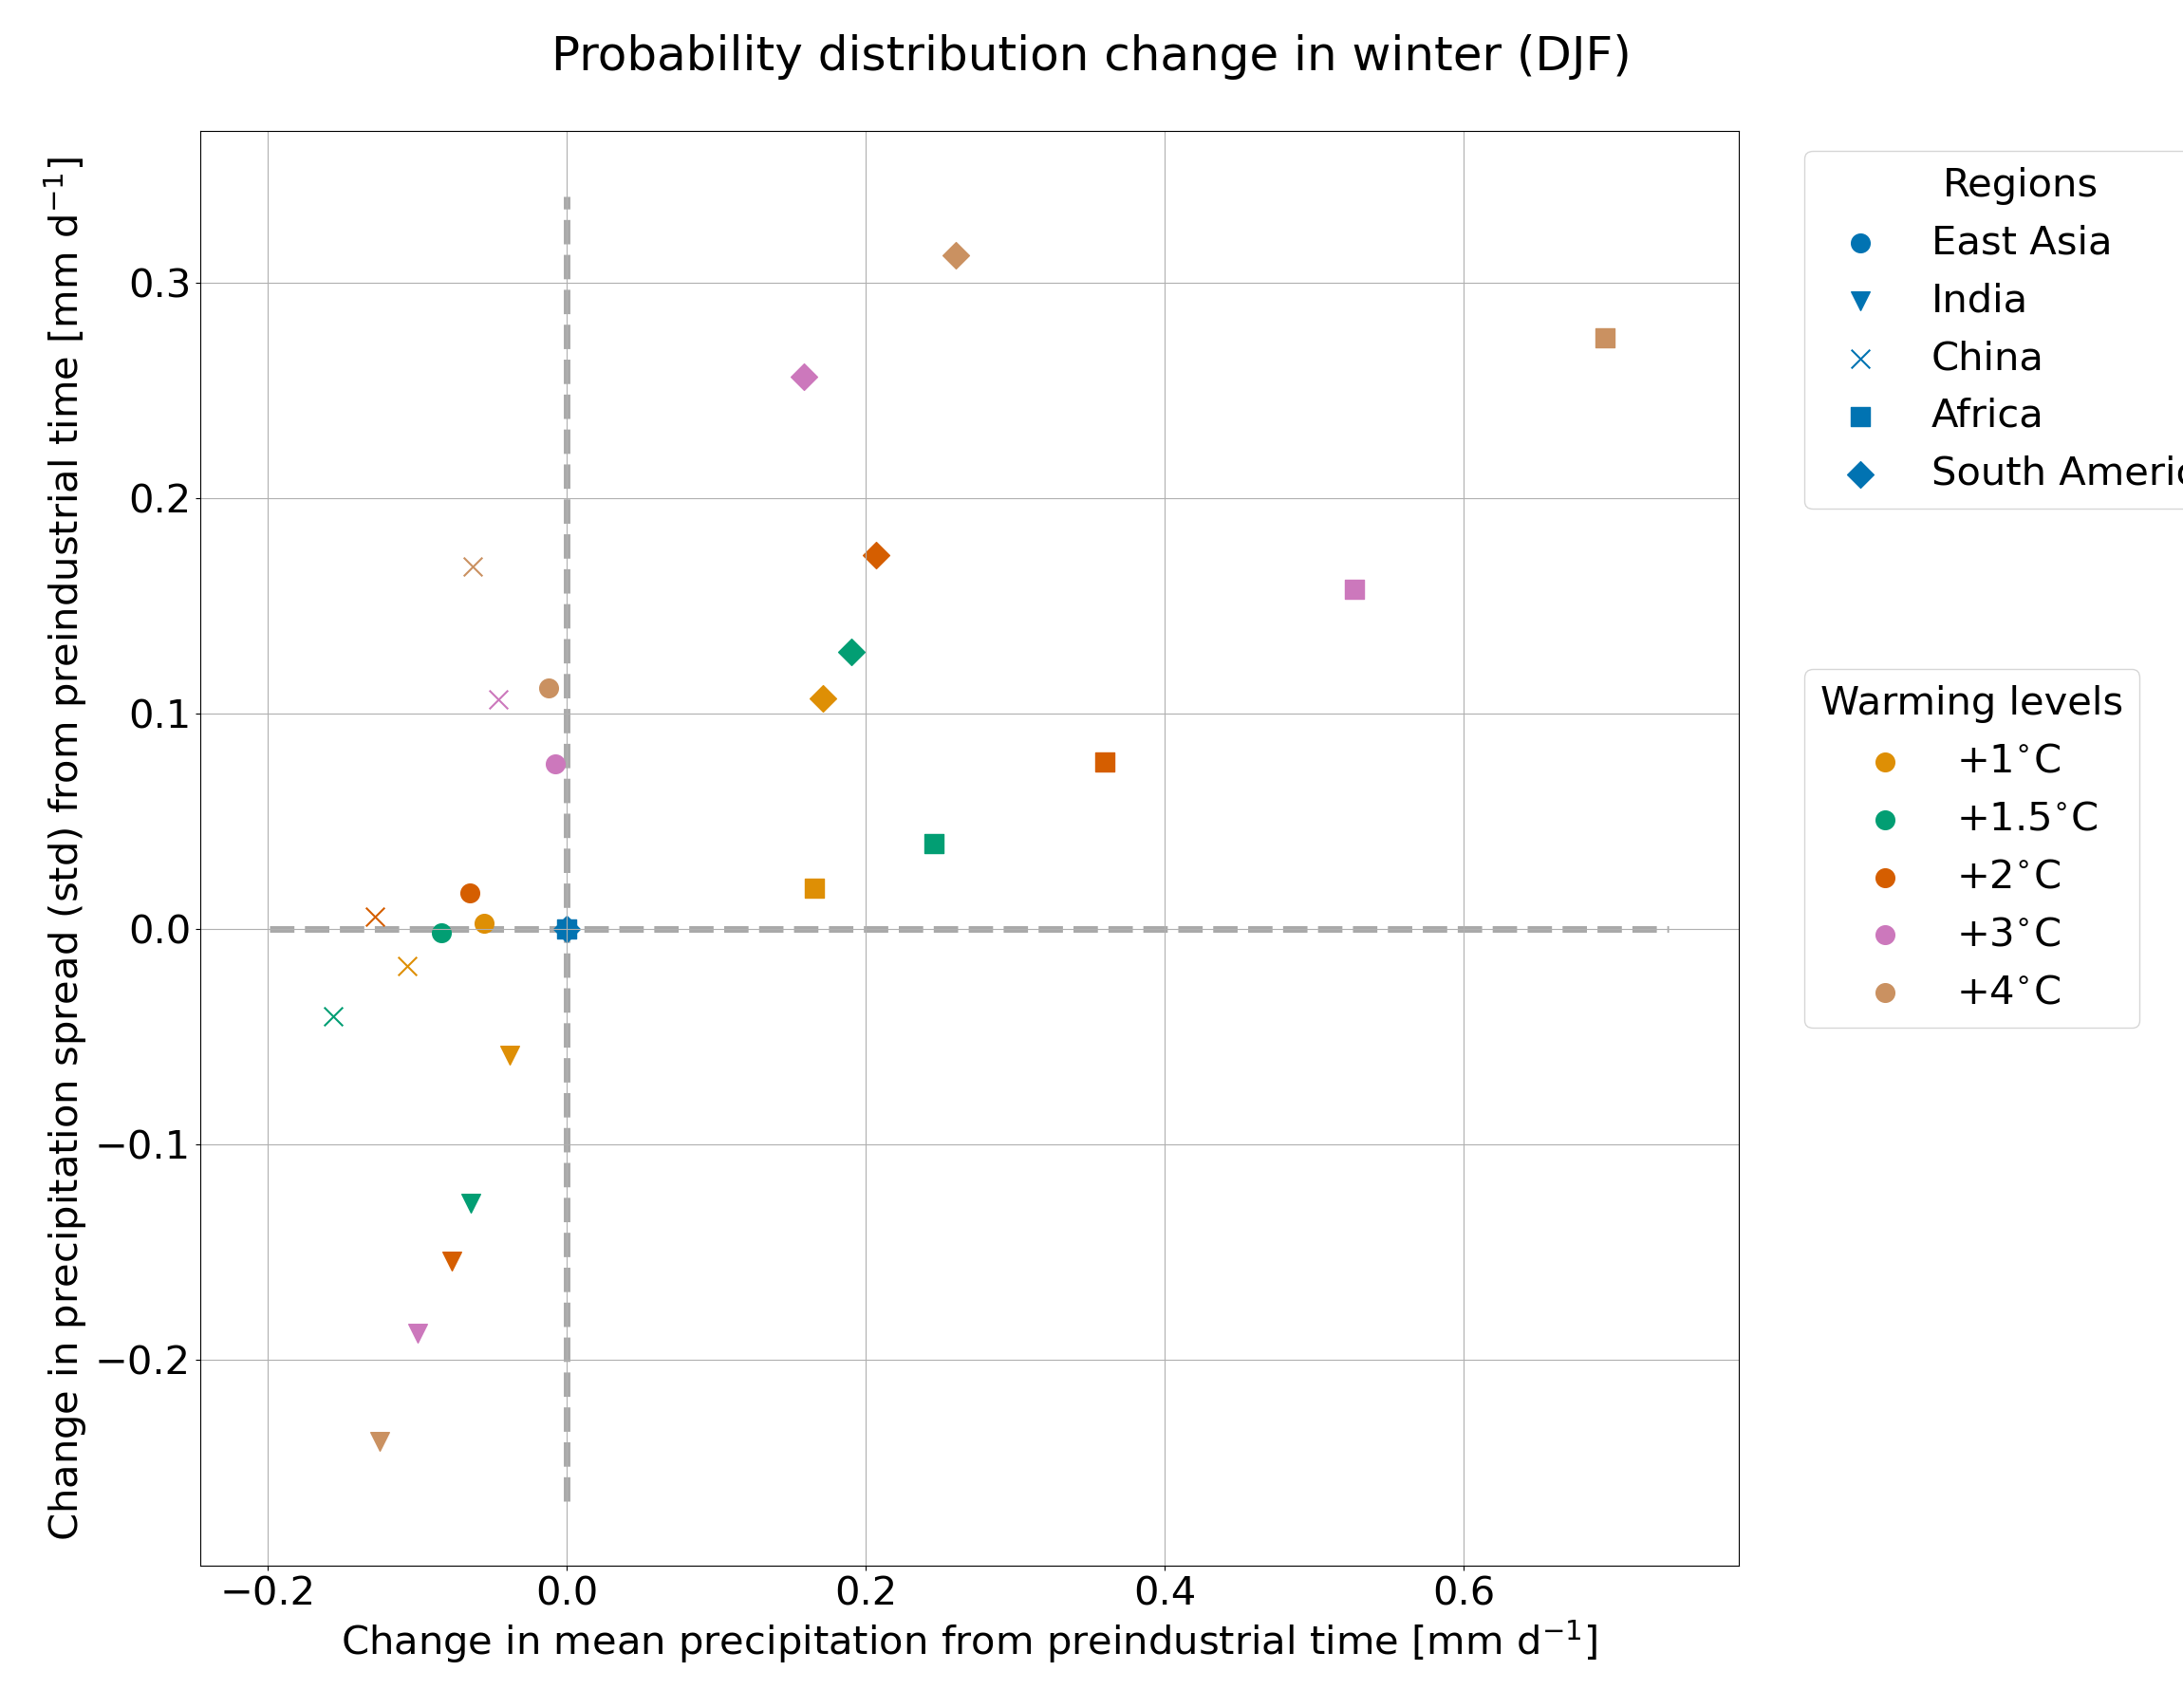 Probability distribution change in winter (DJF)
Change in precipitation spread (std) from preindustrial time [mm d⁻¹]
0.3
0.2
0.1
0.0
−0.1
−0.2
−0.2 0.0 0.2 0.4 0.6
Change in mean precipitation from preindustrial time [mm d⁻¹]
Regions
East Asia
India
China
Africa
South Americ
Warming levels
+1°C
+1.5°C
+2°C
+3°C
+4°C